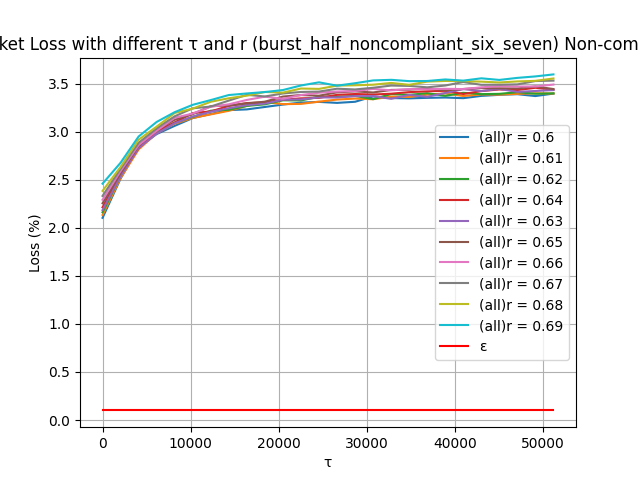 ket Loss with different τ and r (burst_half_noncompliant_six_seven) Non-com
3.5
3.0
2.5
2.0
1.5
1.0
0.5
0.0
Loss (%)
(all)r = 0.6
(all)r = 0.61
(all)r = 0.62
(all)r = 0.64
(all)r = 0.63
(all)r = 0.65
(all)r = 0.66
(all)r = 0.67
(all)r = 0.68
(all)r = 0.69
ε
0 10000 20000 30000 40000 50000
τ